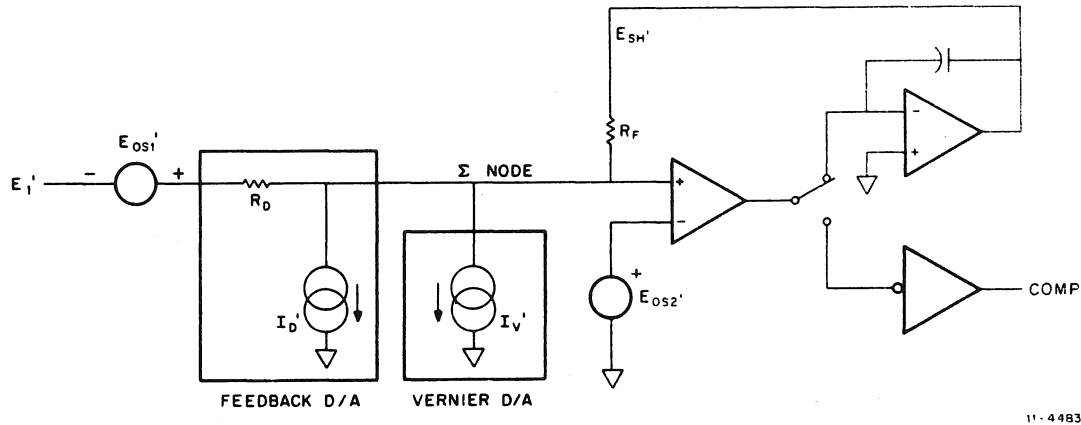 E_SH'
R_F
E_OS1'
- +
E_1'
R_D
Σ NODE
+
-
-
+
I_D'
I_V'
+
E_OS2'
COMP
FEEDBACK D/A
VERNIER D/A
11-4483